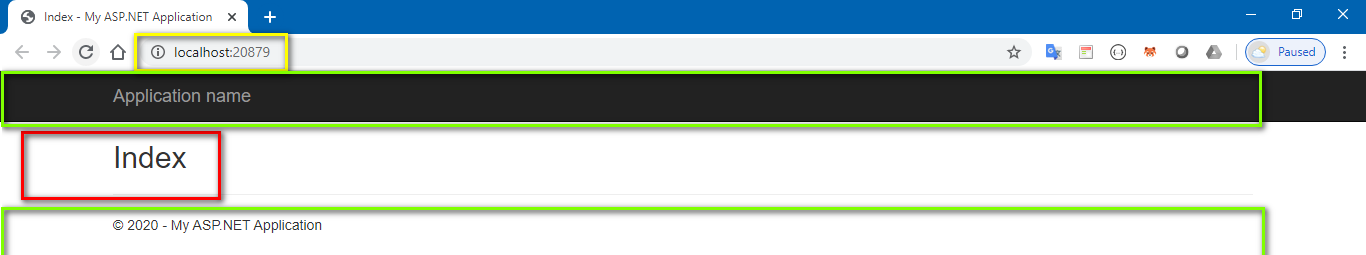 Index - My ASP.NET Application
localhost:20879
Paused
Application name
Index
© 2020 - My ASP.NET Application